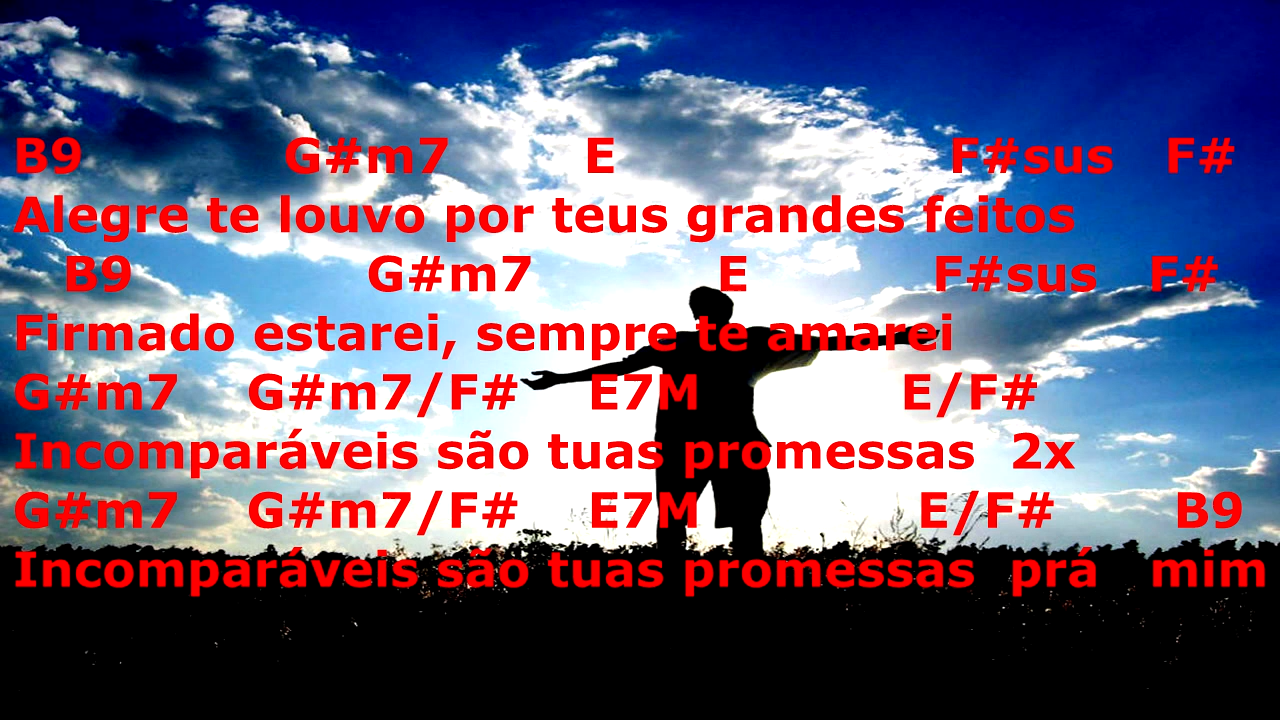 B9 G#m7 E F#sus F#
Alegre te louvo por teus grandes feitos
B9 G#m7 E F#sus F#
Firmado estarei, sempre te amarei
G#m7 G#m7/F# E7M E/F#
Incomparáveis são tuas promessas 2x
G#m7 G#m7/F# E7M E/F# B9
Incomparáveis são tuas promessas prá mim